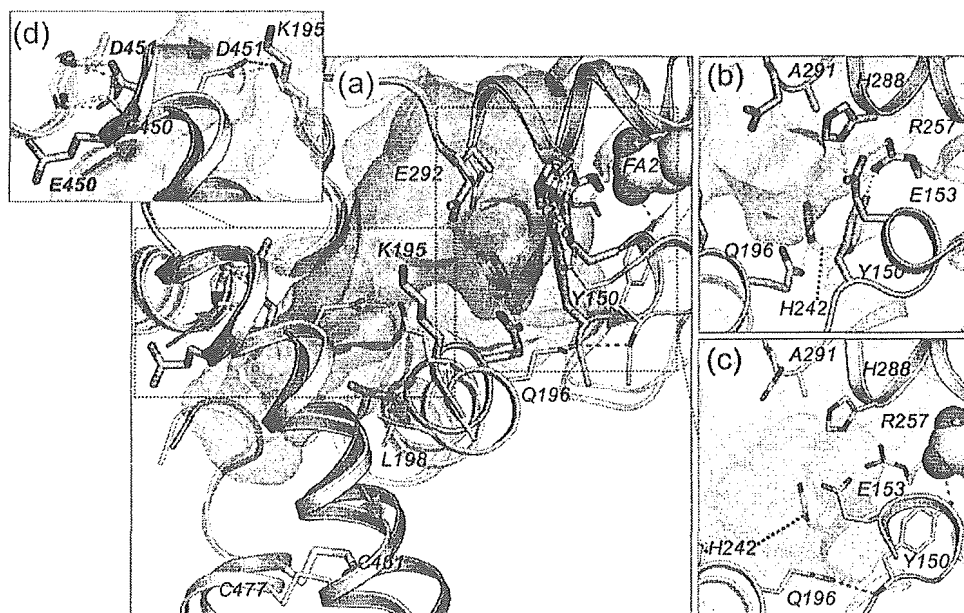 (d)
D451
D451
K195
E450
(a)
E292
FA2
K195
Y150
Q196
L198
C477
C461
(b)
A291
H288
R257
E153
Q196
Y150
H242
(c)
A291
H288
R257
E153
H242
Y150
Q196